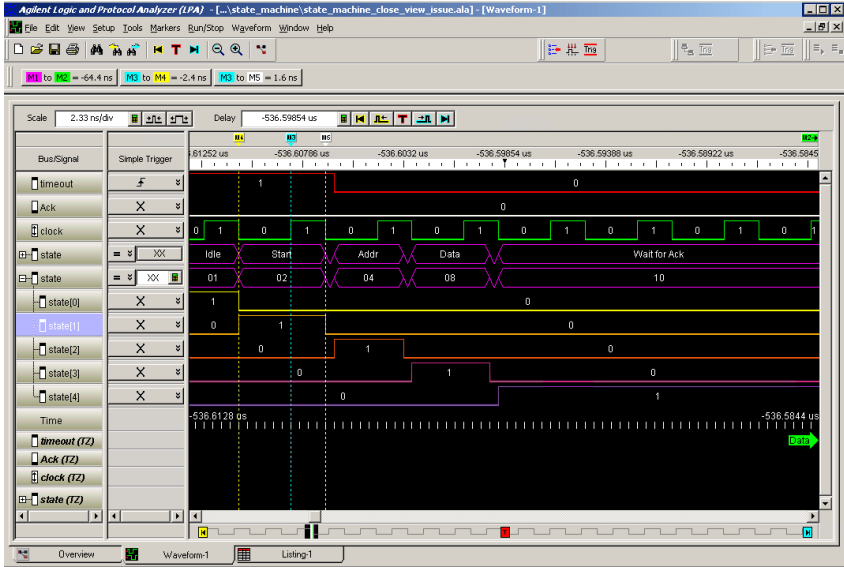 Agilent Logic and Protocol Analyzer (LPA) - [...\state_machine\state_machine_close_view_issue.ala] - [Waveform-1]
File Edit View Setup Tools Markers Run/Stop Waveform Window Help
M1 to M2 = -64.4 ns M3 to M4 = -2.4 ns M3 to M5 = 1.6 ns
Scale 2.33 ns/div Delay -536.59854 us T
M4 M3 M5 M2
Bus/Signal Simple Trigger .61252 us -536.60786 us -536.6032 us -536.59854 us -536.59388 us -536.58922 us -536.5845
timeout 1 0
Ack X 0
clock X 0 1 0 1 0 1 0 1 0 1 0 1 0 1 0 1
state = XX Idle Start Addr Data Wait for Ack
state = XX 01 02 04 08 10
state[0] X 1 0
state[1] X 0 1 0
state[2] X 0 1 0
state[3] X 0 1 0
state[4] X 0 1
Time -536.6128 us -536.5844 us
timeout (TZ) Data
Ack (TZ)
clock (TZ)
state (TZ)
T
Overview Waveform-1 Listing-1